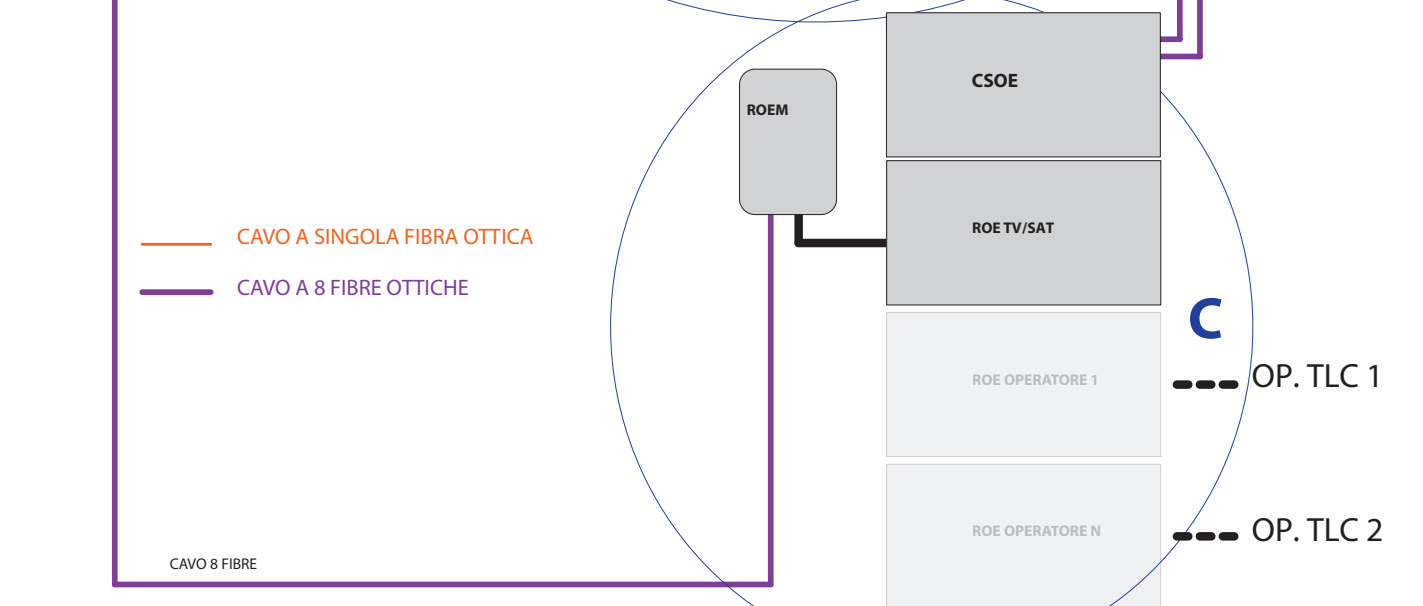 CSOE
ROEM
ROE TV/SAT
CAVO A SINGOLA FIBRA OTTICA
CAVO A 8 FIBRE OTTICHE
C
ROE OPERATORE 1
OP. TLC 1
ROE OPERATORE N
OP. TLC 2
CAVO 8 FIBRE